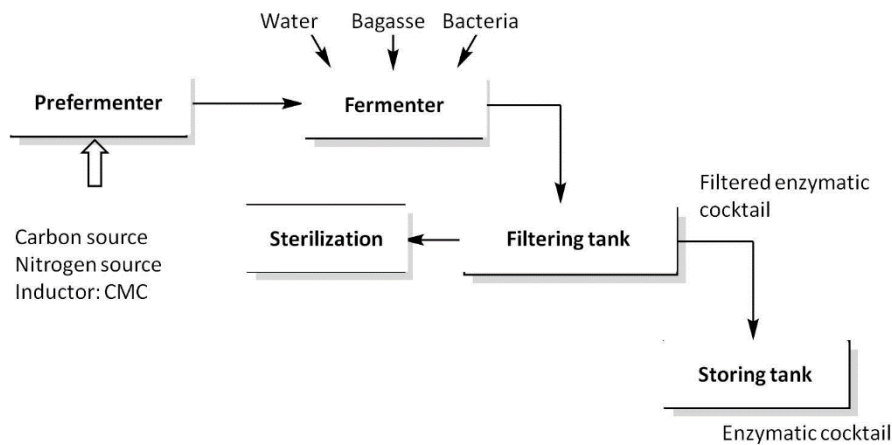 Water
Bagasse
Bacteria
Prefermenter
Fermenter
Carbon source
Nitrogen source
Inductor: CMC
Sterilization
Filtering tank
Filtered enzymatic
cocktail
Storing tank
Enzymatic cocktail